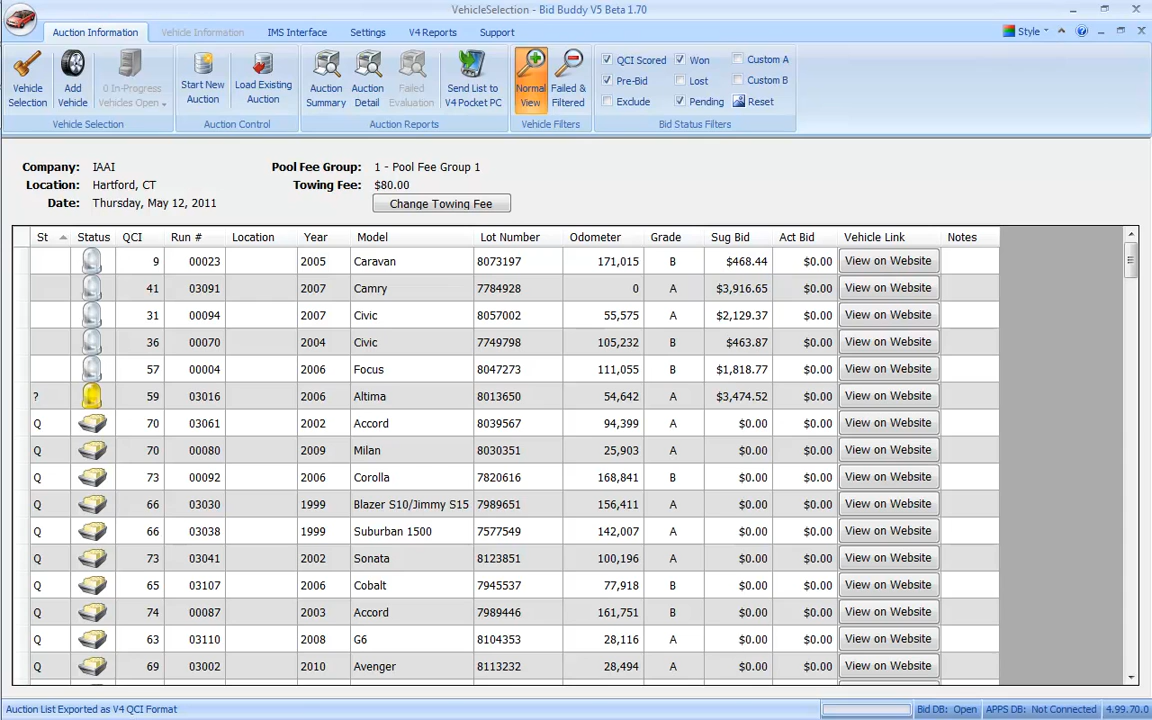 VehicleSelection - Bid Buddy V5 Beta 1.70
Auction Information Vehicle Information IMS Interface Settings V4 Reports Support Style
Vehicle Selection
Add Vehicle
0 In-Progress Vehicles Open
Start New Auction
Load Existing Auction
Auction Summary
Auction Detail
Failed Evaluation
Send List to V4 Pocket PC
Normal View
Failed & Filtered
QCI Scored Won Custom A
Pre-Bid Lost Custom B
Exclude Pending Reset
Vehicle Selection Auction Control Auction Reports Vehicle Filters Bid Status Filters
Company: IAAI Pool Fee Group: 1 - Pool Fee Group 1
Location: Hartford, CT Towing Fee: $80.00
Date: Thursday, May 12, 2011 Change Towing Fee
St Status QCI Run # Location Year Model Lot Number Odometer Grade Sug Bid Act Bid Vehicle Link Notes
9 00023 2005 Caravan 8073197 171,015 B $468.44 $0.00 View on Website
41 03091 2007 Camry 7784928 0 A $3,916.65 $0.00 View on Website
31 00094 2007 Civic 8057002 55,575 A $2,129.37 $0.00 View on Website
36 00070 2004 Civic 7749798 105,232 B $463.87 $0.00 View on Website
57 00004 2006 Focus 8047273 111,055 B $1,818.77 $0.00 View on Website
? 59 03016 2006 Altima 8013650 54,642 A $3,474.52 $0.00 View on Website
Q 70 03061 2002 Accord 8039567 94,399 A $0.00 $0.00 View on Website
Q 70 00080 2009 Milan 8030351 25,903 A $0.00 $0.00 View on Website
Q 73 00092 2006 Corolla 7820616 168,841 B $0.00 $0.00 View on Website
Q 66 03030 1999 Blazer S10/Jimmy S15 7989651 156,411 A $0.00 $0.00 View on Website
Q 66 03038 1999 Suburban 1500 7577549 142,007 A $0.00 $0.00 View on Website
Q 73 03041 2002 Sonata 8123851 100,196 A $0.00 $0.00 View on Website
Q 65 03107 2006 Cobalt 7945537 77,918 B $0.00 $0.00 View on Website
Q 74 00087 2003 Accord 7989446 161,751 B $0.00 $0.00 View on Website
Q 63 03110 2008 G6 8104353 28,116 A $0.00 $0.00 View on Website
Q 69 03002 2010 Avenger 8113232 28,494 A $0.00 $0.00 View on Website
Auction List Exported as V4 QCI Format Bid DB: Open APPS DB: Not Connected 4.99.70.0